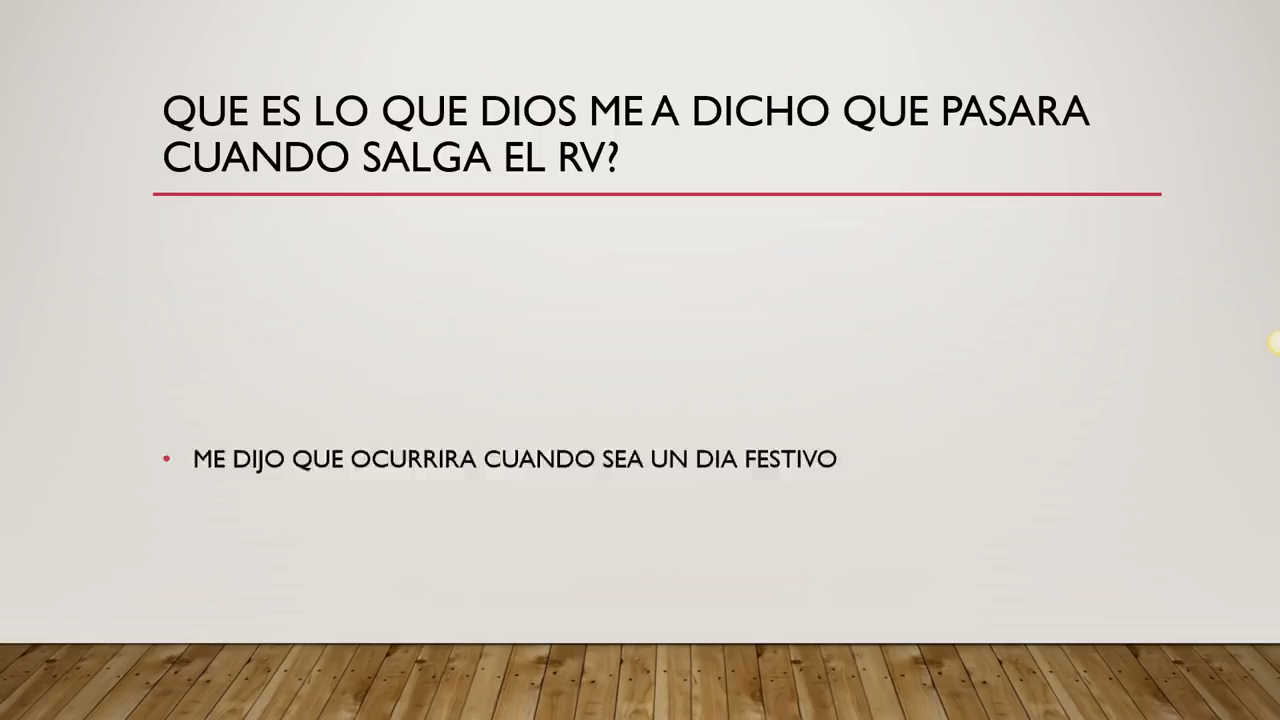 QUE ES LO QUE DIOS ME A DICHO QUE PASARA
CUANDO SALGA EL RV?
• ME DIJO QUE OCURRIRA CUANDO SEA UN DIA FESTIVO